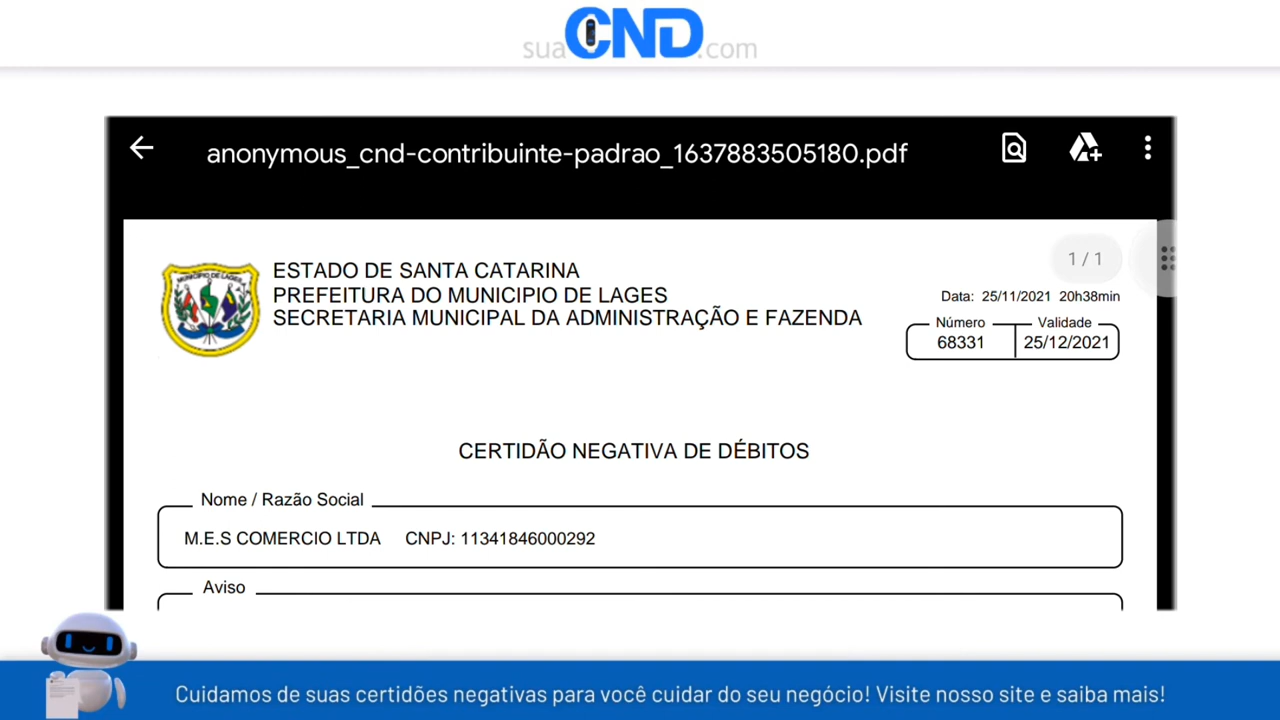 suaCND.com
anonymous_cnd-contribuinte-padrao_1637883505180.pdf
MUNICIPIO DE LAGES
ESTADO DE SANTA CATARINA
PREFEITURA DO MUNICIPIO DE LAGES
SECRETARIA MUNICIPAL DA ADMINISTRAÇÃO E FAZENDA
1 / 1
Data: 25/11/2021 20h38min
Número Validade
68331 25/12/2021
CERTIDÃO NEGATIVA DE DÉBITOS
Nome / Razão Social
M.E.S COMERCIO LTDA CNPJ: 11341846000292
Aviso
Cuidamos de suas certidões negativas para você cuidar do seu negócio! Visite nosso site e saiba mais!